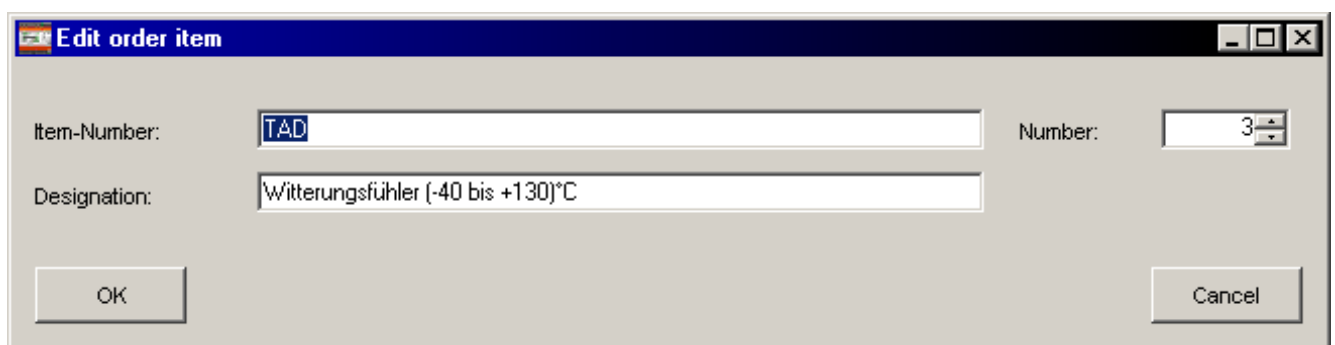 Edit order item
Item-Number: TAD Number: 3
Designation: Witterungsfühler (-40 bis +130)°C
OK Cancel